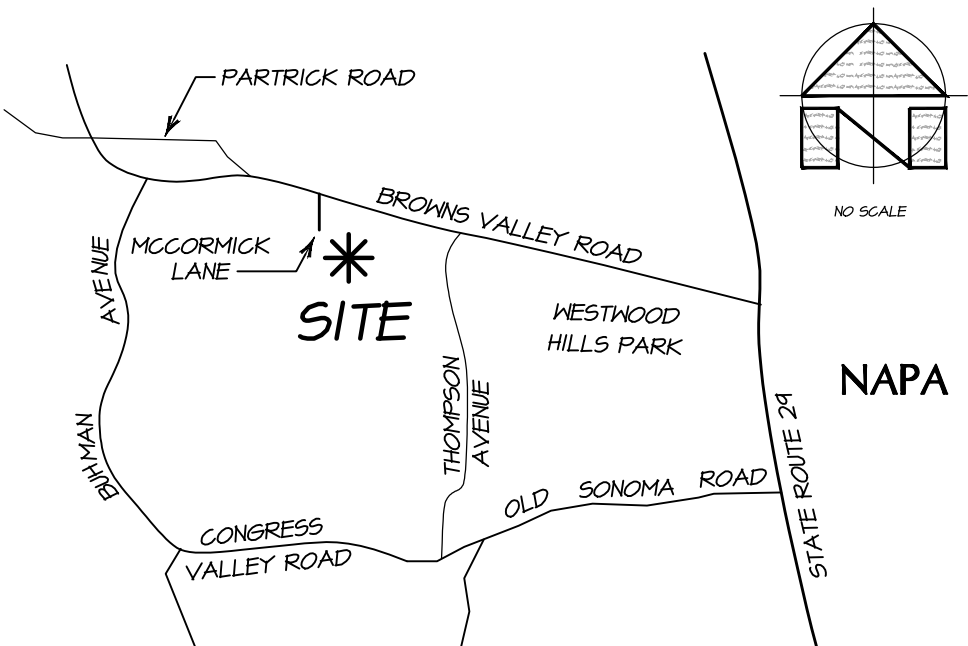 PARTRICK ROAD
NO SCALE
BROWNS VALLEY ROAD
MCCORMICK
LANE
AVENUE
SITE
WESTWOOD
HILLS PARK
NAPA
THOMPSON
AVENUE
BUHMAN
STATE ROUTE 29
OLD SONOMA ROAD
CONGRESS
VALLEY ROAD